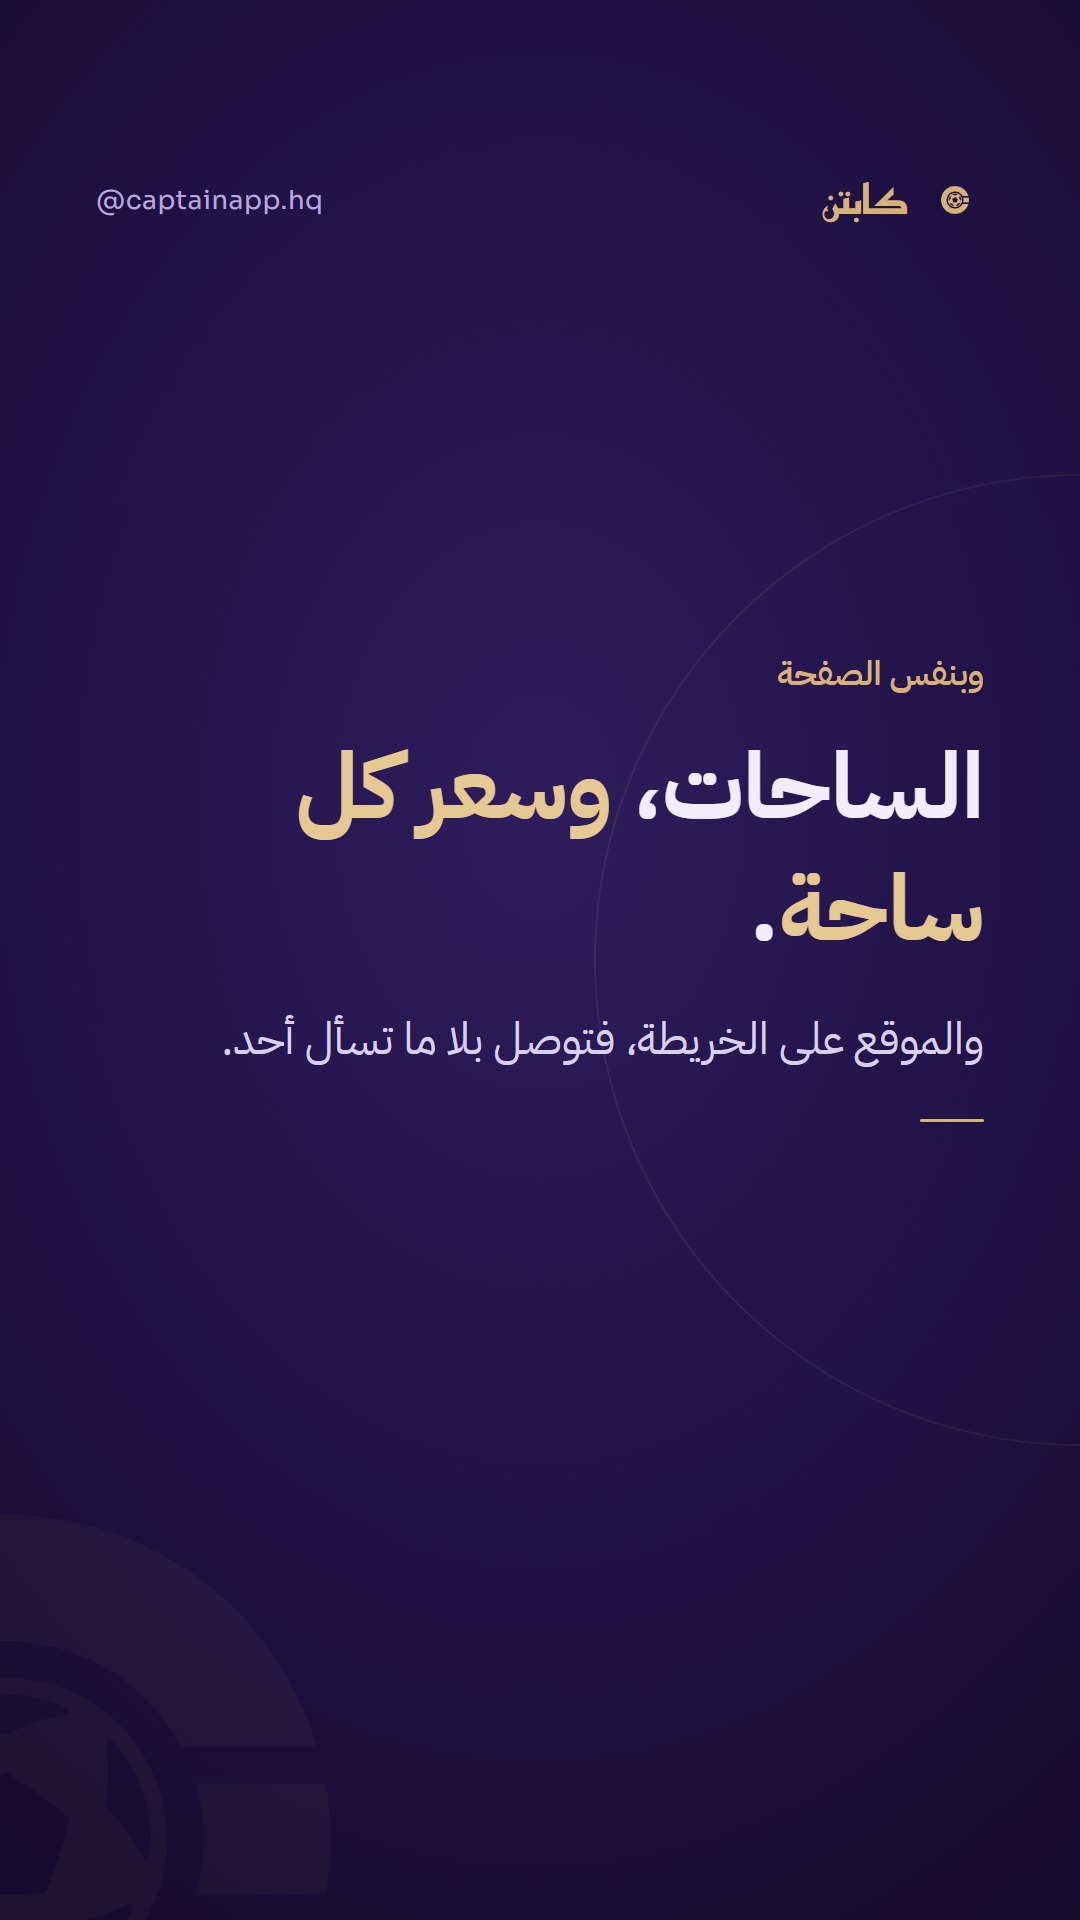 كابتن
@captainapp.hq
وبنفس الصفحة
الساحات، وسعر كل
ساحة.
والموقع على الخريطة، فتوصل بلا ما تسأل أحد.